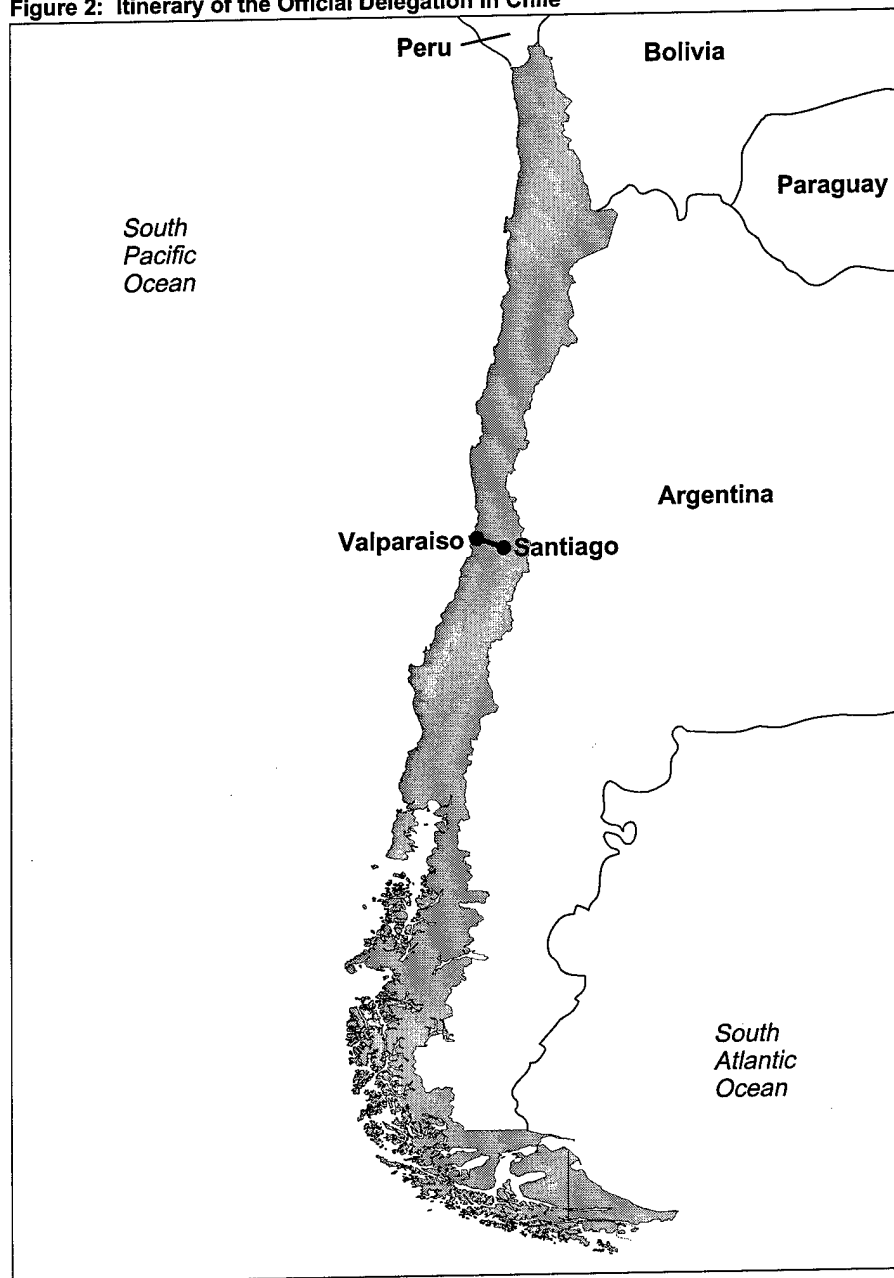 Figure 2: Itinerary of the Official Delegation in Chile
Peru
Bolivia
Paraguay
South
Pacific
Ocean
Argentina
Valparaiso
Santiago
South
Atlantic
Ocean